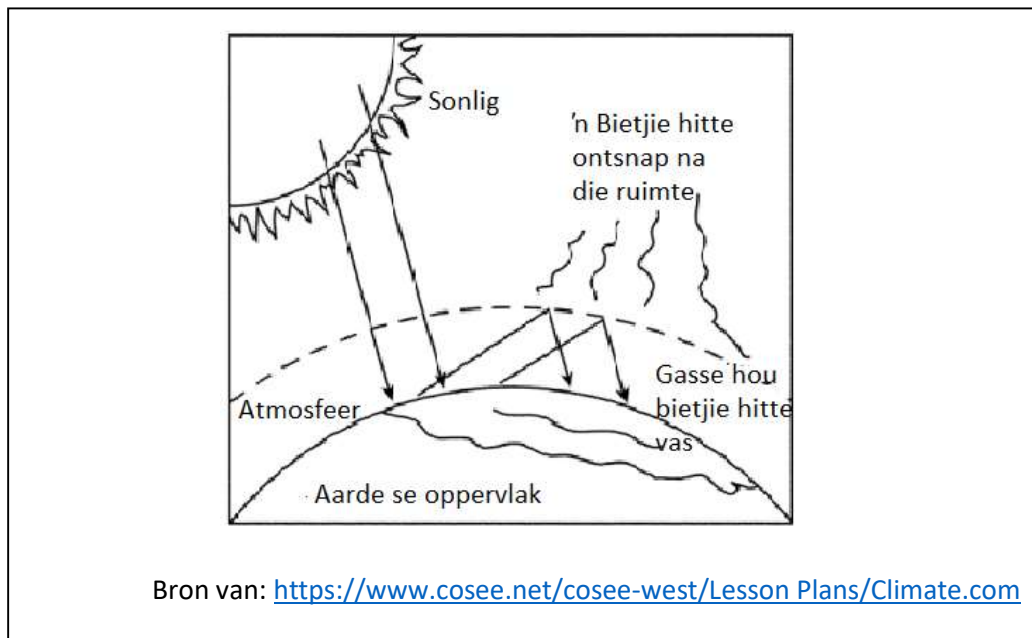 Sonlig
'n Bietjie hitte
ontsnap na
die ruimte
Atmosfeer
Gasse hou
bietjie hitte
vas
Aarde se oppervlak
Bron van: https://www.cosee.net/cosee-west/Lesson Plans/Climate.com